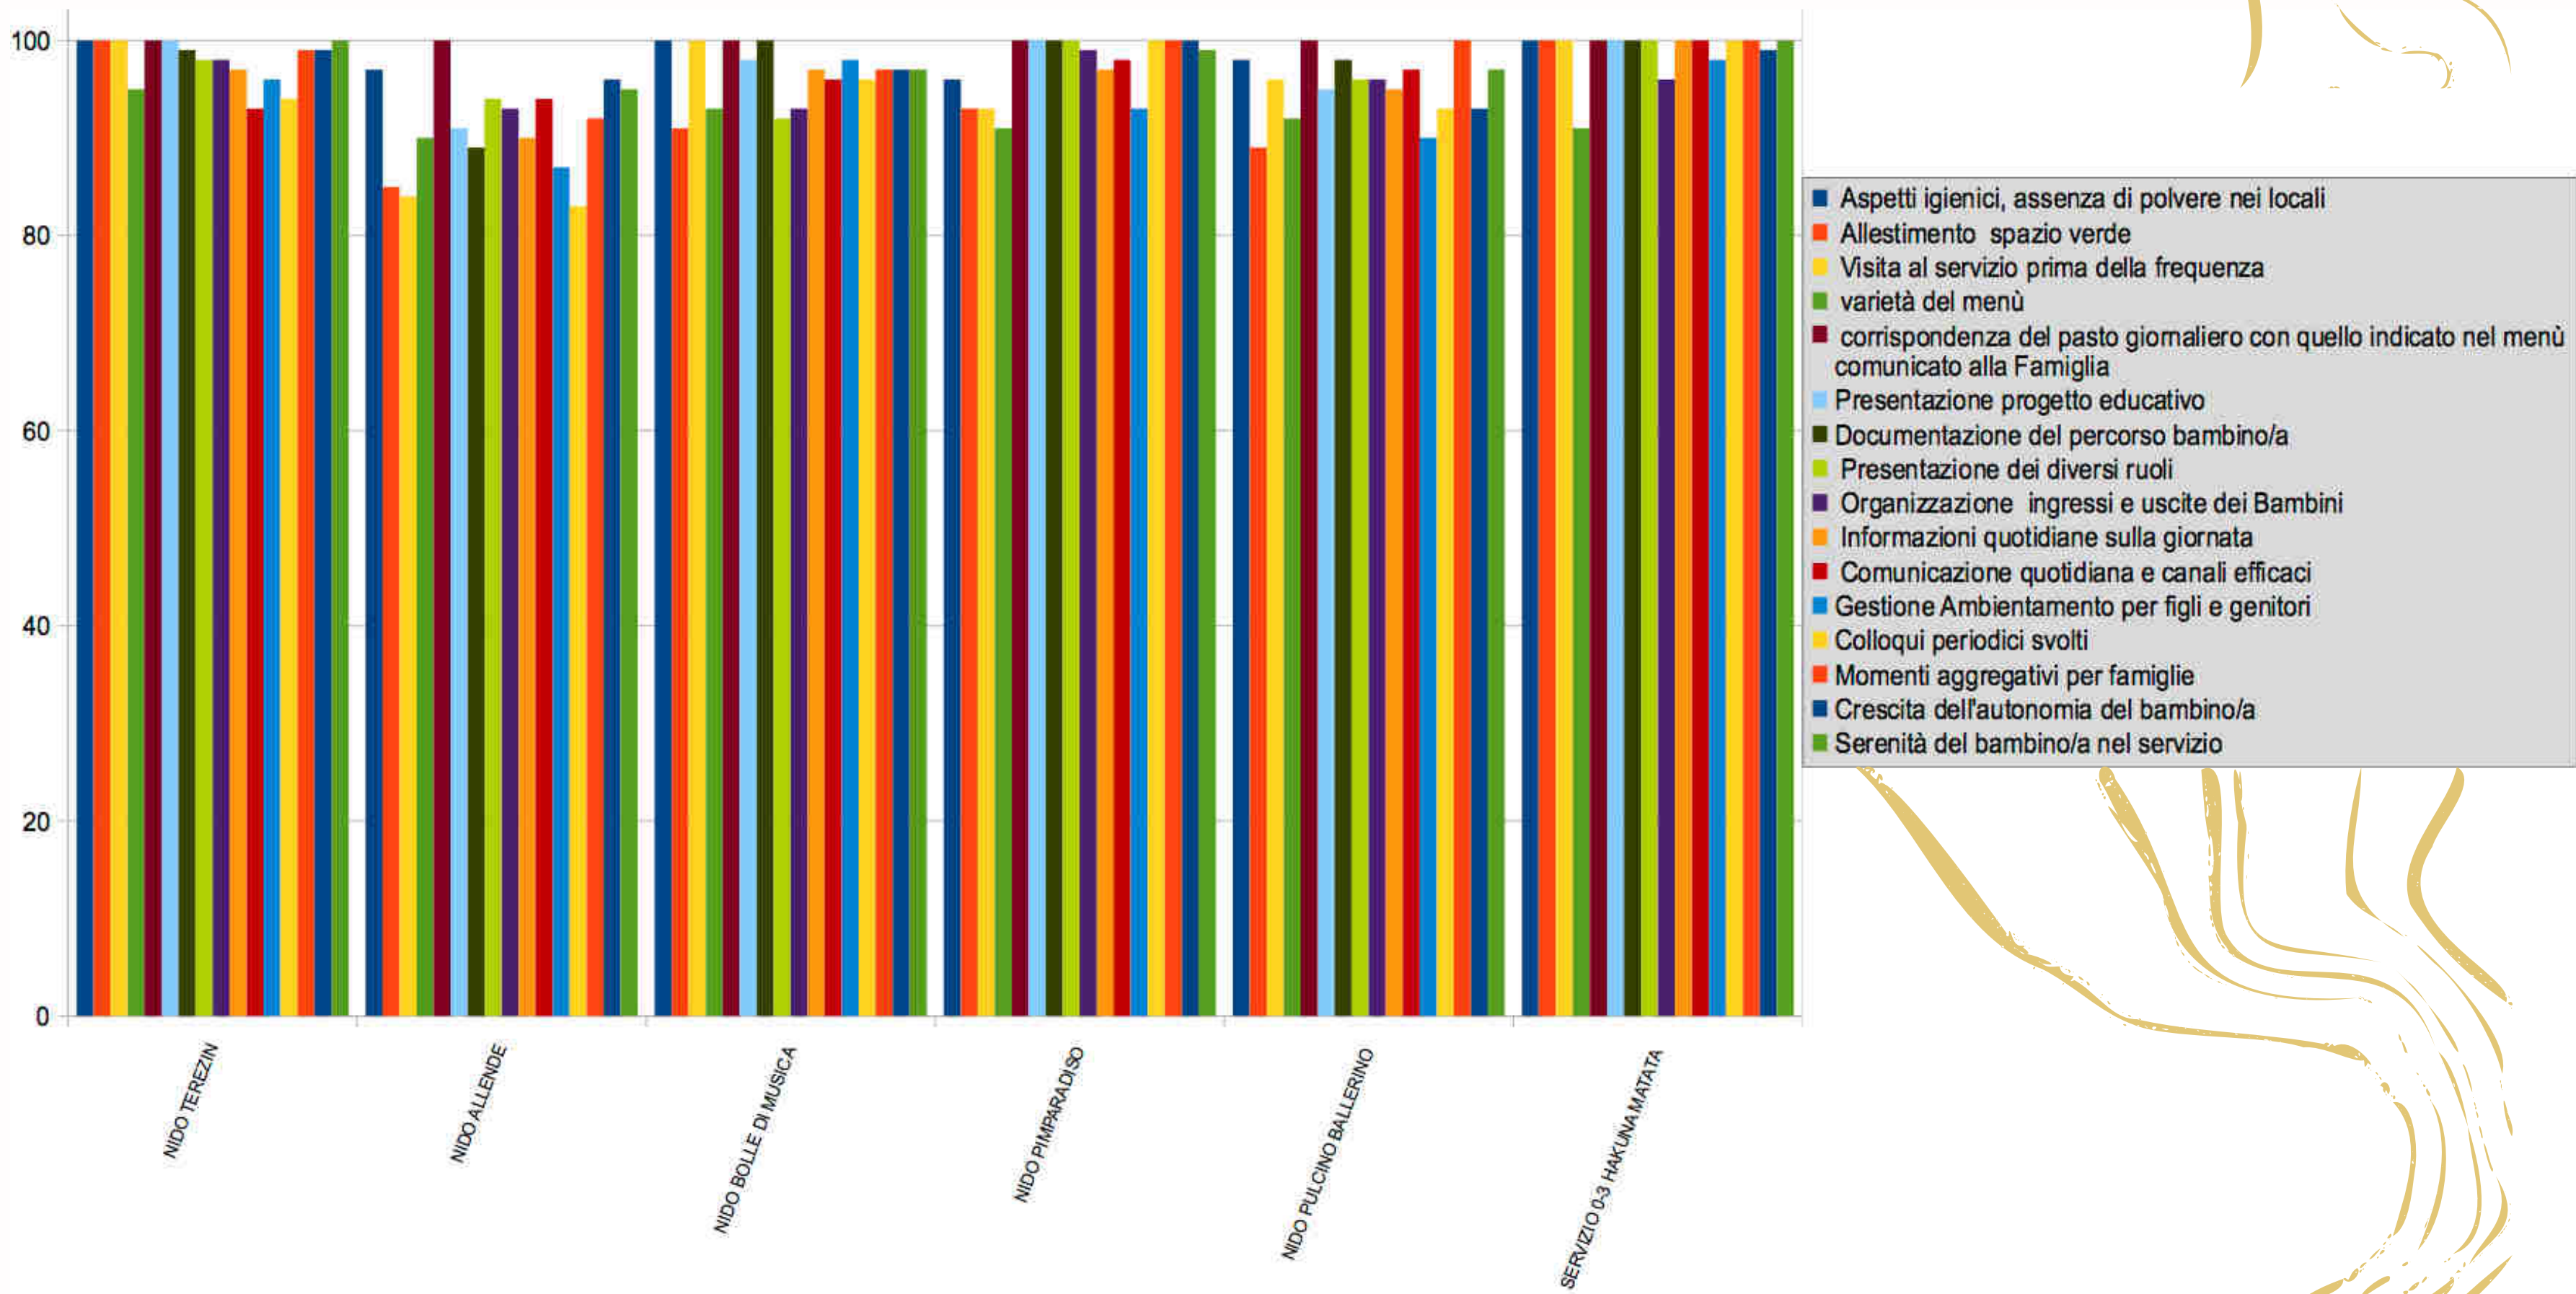 100
80
60
40
20
0
NIDO TEREZIN
NIDO ALLENDE
NIDO BOLLE DI MUSICA
NIDO PIMPARADISO
NIDO PULCINO BALLERINO
SERVIZIO 0-3 HAKUNA MATATA
Aspetti igienici, assenza di polvere nei locali
Allestimento spazio verde
Visita al servizio prima della frequenza
varietà del menù
corrispondenza del pasto giornaliero con quello indicato nel menù
comunicato alla Famiglia
Presentazione progetto educativo
Documentazione del percorso bambino/a
Presentazione dei diversi ruoli
Organizzazione ingressi e uscite dei Bambini
Informazioni quotidiane sulla giornata
Comunicazione quotidiana e canali efficaci
Gestione Ambientamento per figli e genitori
Colloqui periodici svolti
Momenti aggregativi per famiglie
Crescita dell'autonomia del bambino/a
Serenità del bambino/a nel servizio